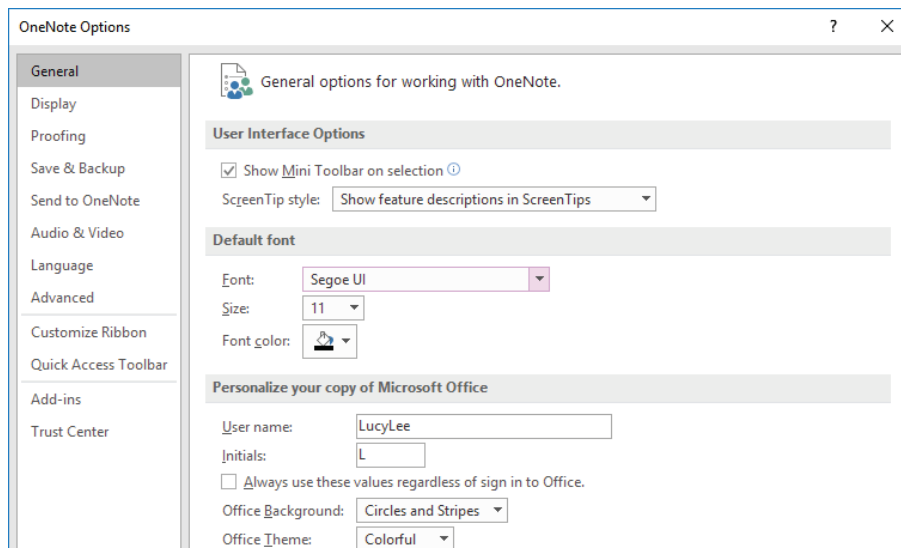 OneNote Options ? ✕
General
Display
Proofing
Save & Backup
Send to OneNote
Audio & Video
Language
Advanced
Customize Ribbon
Quick Access Toolbar
Add-ins
Trust Center
General options for working with OneNote.
User Interface Options
Show Mini Toolbar on selection
ScreenTip style: Show feature descriptions in ScreenTips
Default font
Font: Segoe UI
Size: 11
Font color:
Personalize your copy of Microsoft Office
User name: LucyLee
Initials: L
Always use these values regardless of sign in to Office.
Office Background: Circles and Stripes
Office Theme: Colorful